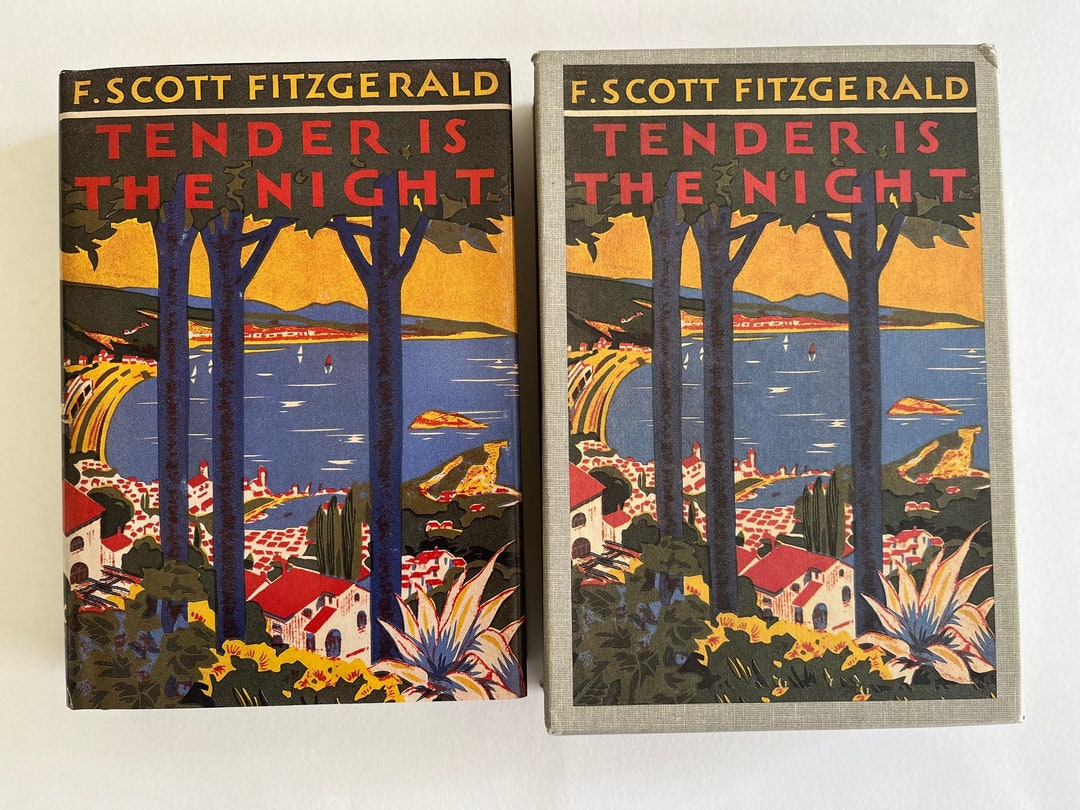 F. SCOTT FITZGERALD
TENDER IS
THE NIGHT
F. SCOTT FITZGERALD
TENDER IS
THE NIGHT